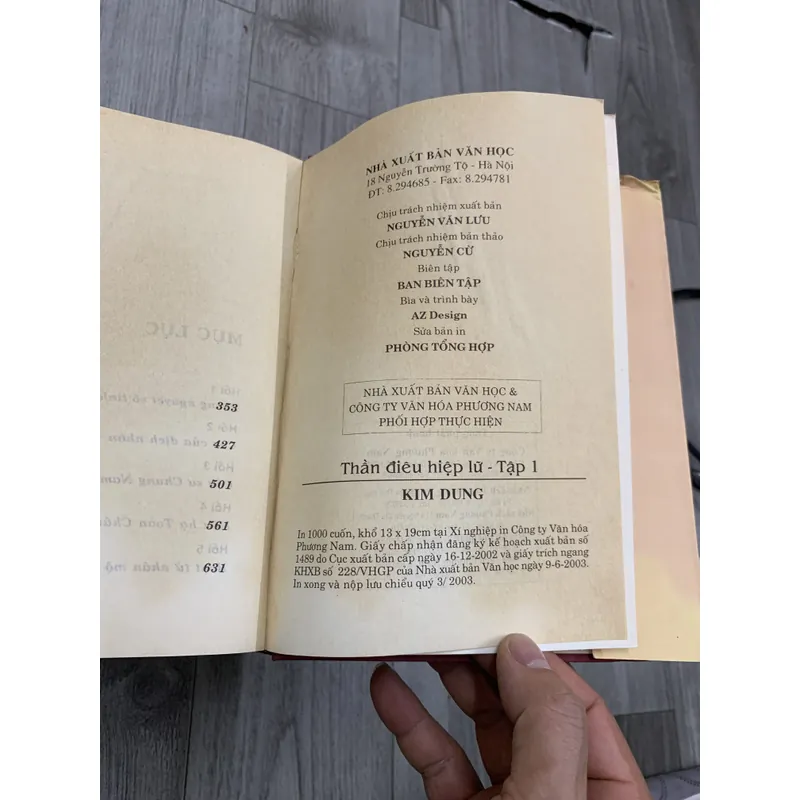 353
427
501
561
631
NHÀ XUẤT BẢN VĂN HỌC
18 Nguyễn Trường Tộ - Hà Nội
ĐT: 8.294685 - Fax: 8.294781
Chịu trách nhiệm xuất bản
NGUYỄN VĂN LƯU
Chịu trách nhiệm bản thảo
NGUYỄN CỪ
Biên tập
BAN BIÊN TẬP
Bìa và trình bày
AZ Design
Sửa bản in
PHÒNG TỔNG HỢP
NHÀ XUẤT BẢN VĂN HỌC &
CÔNG TY VĂN HÓA PHƯƠNG NAM
PHỐI HỢP THỰC HIỆN
Thần điêu hiệp lữ - Tập 1
KIM DUNG
In 1000 cuốn, khổ 13 x 19cm tại Xí nghiệp in Công ty Văn hóa
Phương Nam. Giấy chấp nhận đăng ký kế hoạch xuất bản số
1489 do Cục xuất bản cấp ngày 16-12-2002 và giấy trích ngang
KHXB số 228/VHGP của Nhà xuất bản Văn học ngày 9-6-2003.
In xong và nộp lưu chiểu quý 3/ 2003.